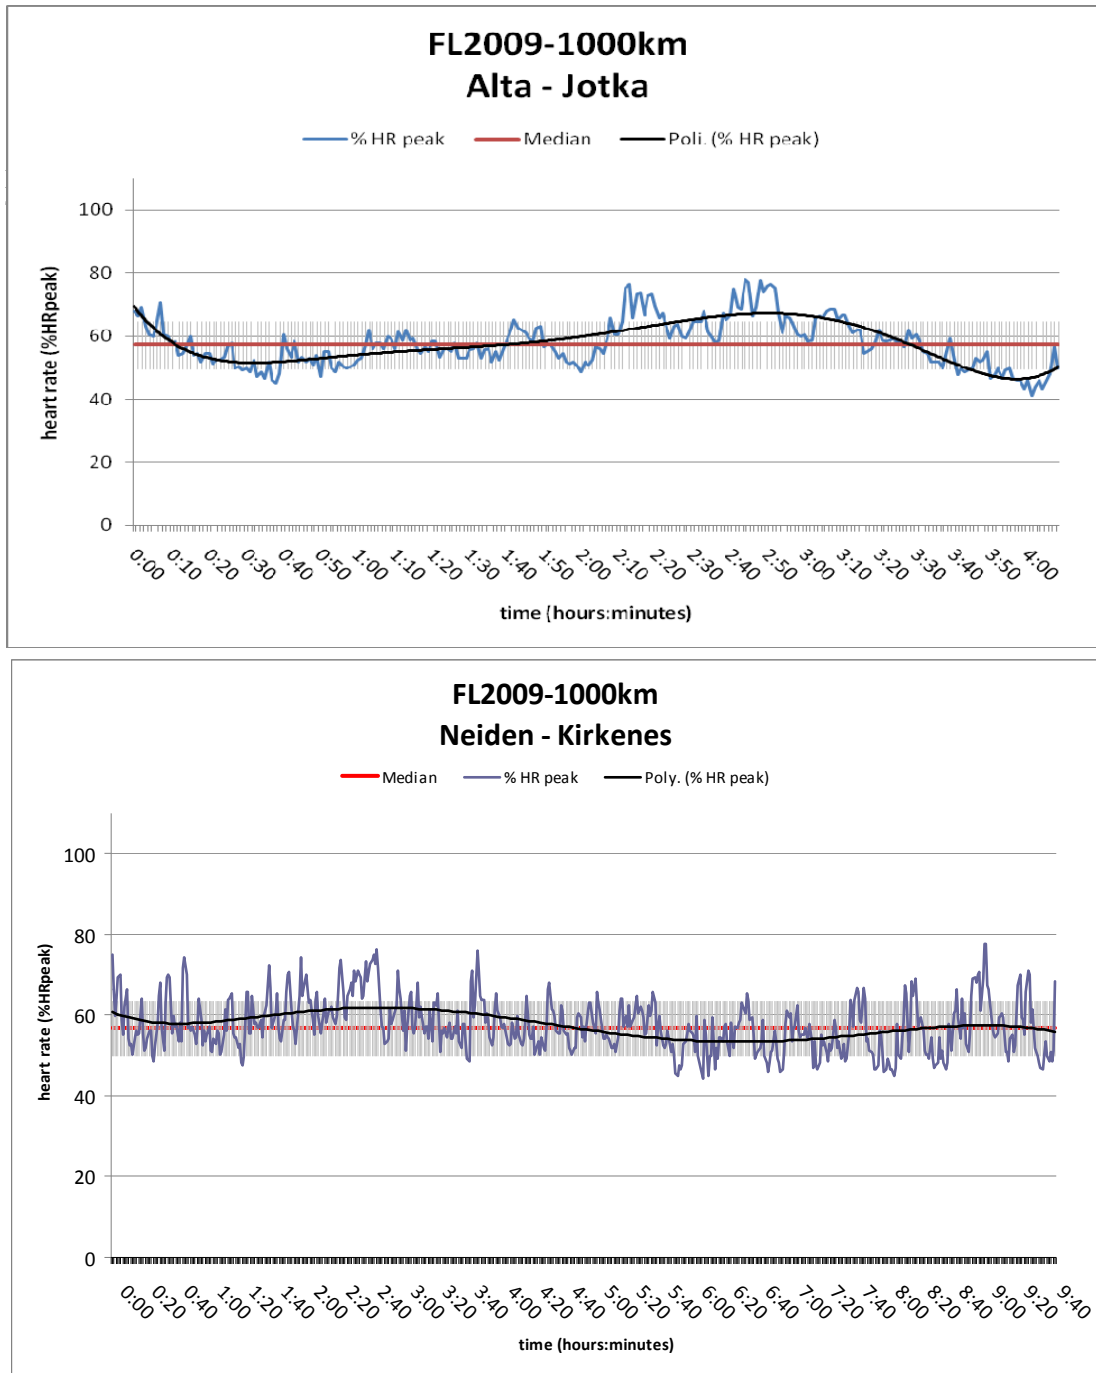 FL2009-1000km
Alta - Jotka
% HR peak Median Poli. (% HR peak)
heart rate (%HRpeak)
100
80
60
40
20
0
0:00 0:10 0:20 0:30 0:40 0:50 1:00 1:10 1:20 1:30 1:40 1:50 2:00 2:10 2:20 2:30 2:40 2:50 3:00 3:10 3:20 3:30 3:40 3:50 4:00
time (hours:minutes)
FL2009-1000km
Neiden - Kirkenes
Median % HR peak Poly. (% HR peak)
heart rate (%HRpeak)
100
80
60
40
20
0
0:00 0:20 0:40 1:00 1:20 1:40 2:00 2:20 2:40 3:00 3:20 3:40 4:00 4:20 4:40 5:00 5:20 5:40 6:00 6:20 6:40 7:00 7:20 7:40 8:00 8:20 8:40 9:00 9:20 9:40
time (hours:minutes)